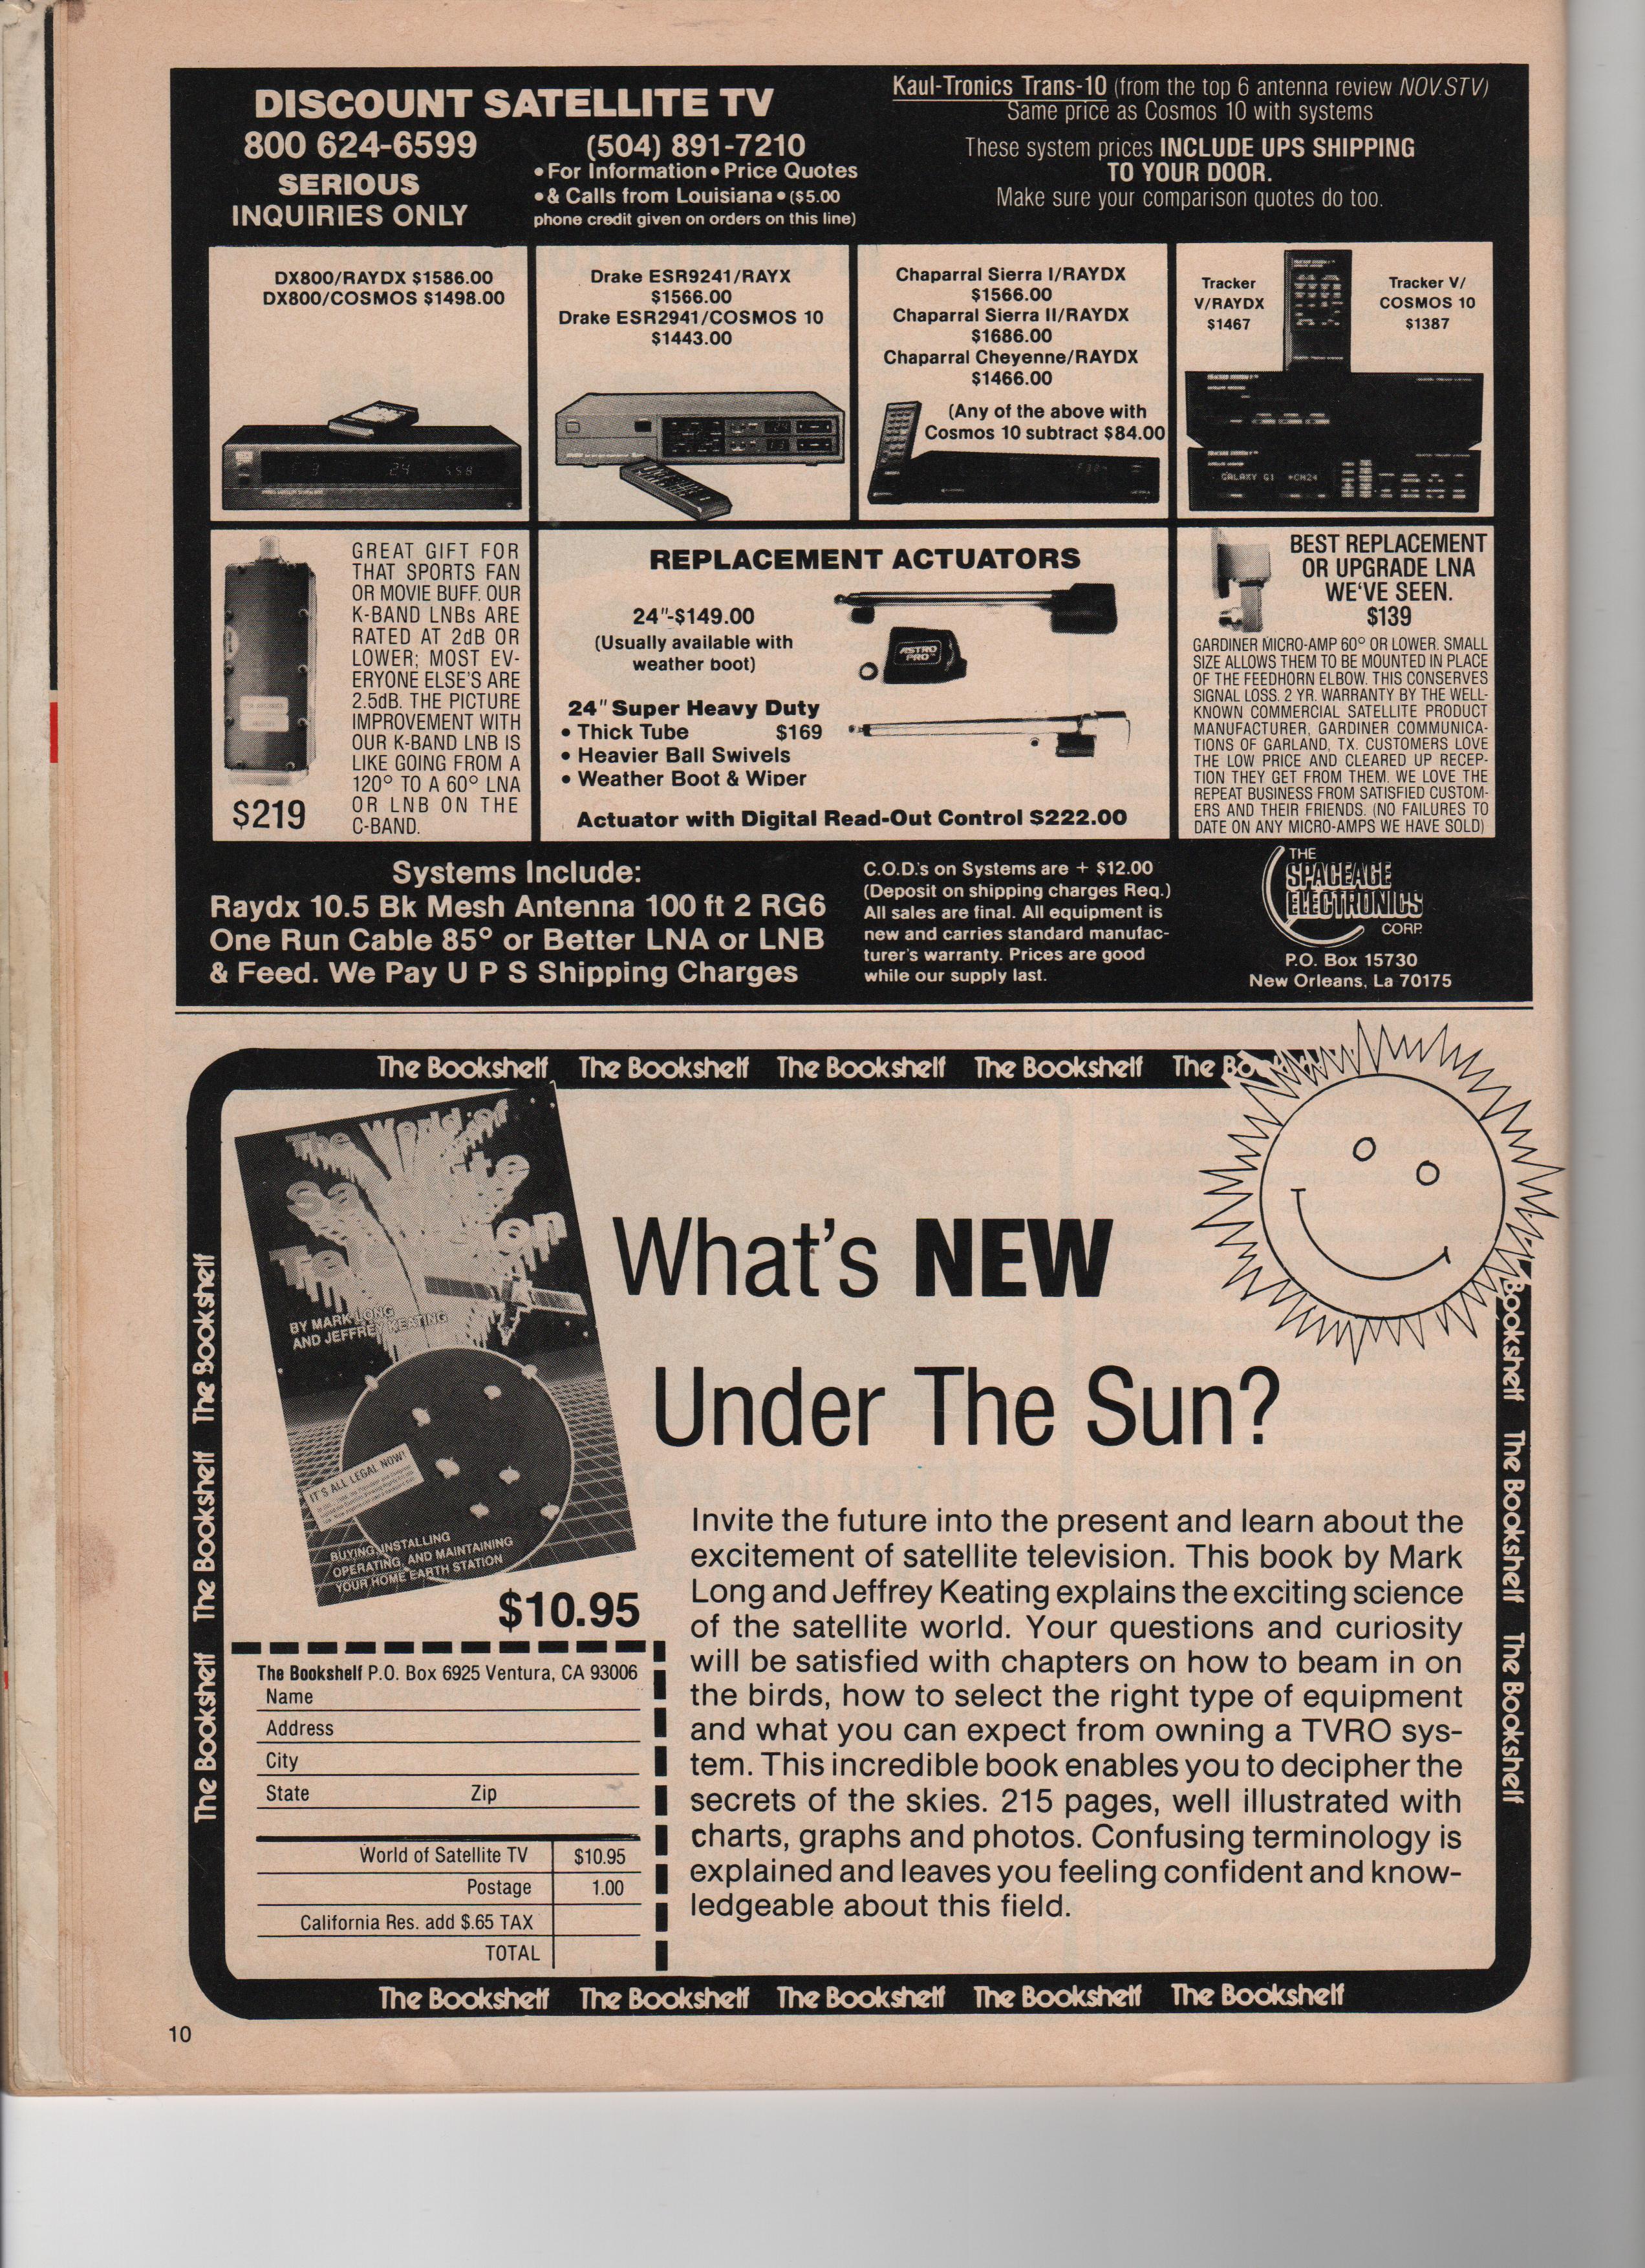 DISCOUNT SATELLITE TV
800 624-6599
SERIOUS
INQUIRIES ONLY
(504) 891-7210
• For Information • Price Quotes
• & Calls from Louisiana • ($5.00
phone credit given on orders on this line)
Kaul-Tronics Trans-10 (from the top 6 antenna review NOV.STV)
Same price as Cosmos 10 with systems
These system prices INCLUDE UPS SHIPPING
TO YOUR DOOR.
Make sure your comparison quotes do too.
DX800/RAYDX $1586.00
DX800/COSMOS $1498.00
F 3 24 558
Drake ESR9241/RAYX
$1566.00
Drake ESR2941/COSMOS 10
$1443.00
Chaparral Sierra I/RAYDX
$1566.00
Chaparral Sierra II/RAYDX
$1686.00
Chaparral Cheyenne/RAYDX
$1466.00
(Any of the above with
Cosmos 10 subtract $84.00
Tracker
V/RAYDX
$1467
Tracker V/
COSMOS 10
$1387
GALAXY G1 *CH24
GREAT GIFT FOR
THAT SPORTS FAN
OR MOVIE BUFF. OUR
K-BAND LNBs ARE
RATED AT 2dB OR
LOWER; MOST EV-
ERYONE ELSE'S ARE
2.5dB. THE PICTURE
IMPROVEMENT WITH
OUR K-BAND LNB IS
LIKE GOING FROM A
120° TO A 60° LNA
OR LNB ON THE
C-BAND.
$219
REPLACEMENT ACTUATORS
24"-$149.00
(Usually available with
weather boot)
ASTRO
PRO
24" Super Heavy Duty
• Thick Tube $169
• Heavier Ball Swivels
• Weather Boot & Wiper
Actuator with Digital Read-Out Control $222.00
BEST REPLACEMENT
OR UPGRADE LNA
WE'VE SEEN.
$139
GARDINER MICRO-AMP 60° OR LOWER. SMALL
SIZE ALLOWS THEM TO BE MOUNTED IN PLACE
OF THE FEEDHORN ELBOW. THIS CONSERVES
SIGNAL LOSS. 2 YR. WARRANTY BY THE WELL-
KNOWN COMMERCIAL SATELLITE PRODUCT
MANUFACTURER, GARDINER COMMUNICA-
TIONS OF GARLAND, TX. CUSTOMERS LOVE
THE LOW PRICE AND CLEARED UP RECEP-
TION THEY GET FROM THEM. WE LOVE THE
REPEAT BUSINESS FROM SATISFIED CUSTOM-
ERS AND THEIR FRIENDS. (NO FAILURES TO
DATE ON ANY MICRO-AMPS WE HAVE SOLD)
Systems Include:
Raydx 10.5 Bk Mesh Antenna 100 ft 2 RG6
One Run Cable 85° or Better LNA or LNB
& Feed. We Pay U P S Shipping Charges
C.O.D.'s on Systems are + $12.00
(Deposit on shipping charges Req.)
All sales are final. All equipment is
new and carries standard manufac-
turer's warranty. Prices are good
while our supply last.
THE
SPACEAGE
ELECTRONICS
CORP.
P.O. Box 15730
New Orleans, La 70175
The Bookshelf The Bookshelf The Bookshelf The Bookshelf The Bo
The Bookshelf The Bookshelf The Bookshelf
The World of
Satellite
Television
BY MARK LONG
AND JEFFREY KEATING
IT'S ALL LEGAL NOW!
BUYING, INSTALLING
OPERATING, AND MAINTAINING
YOUR HOME EARTH STATION
$10.95
What's NEW
Under The Sun?
Invite the future into the present and learn about the
excitement of satellite television. This book by Mark
Long and Jeffrey Keating explains the exciting science
of the satellite world. Your questions and curiosity
will be satisfied with chapters on how to beam in on
the birds, how to select the right type of equipment
and what you can expect from owning a TVRO sys-
tem. This incredible book enables you to decipher the
secrets of the skies. 215 pages, well illustrated with
charts, graphs and photos. Confusing terminology is
explained and leaves you feeling confident and know-
ledgeable about this field.
The Bookshelf P.O. Box 6925 Ventura, CA 93006
Name
Address
City
State Zip
World of Satellite TV $10.95
Postage 1.00
California Res. add $.65 TAX
TOTAL
Bookshelf The Bookshelf The Bookshelf
The Bookshelf The Bookshelf The Bookshelf The Bookshelf The Bookshelf
10